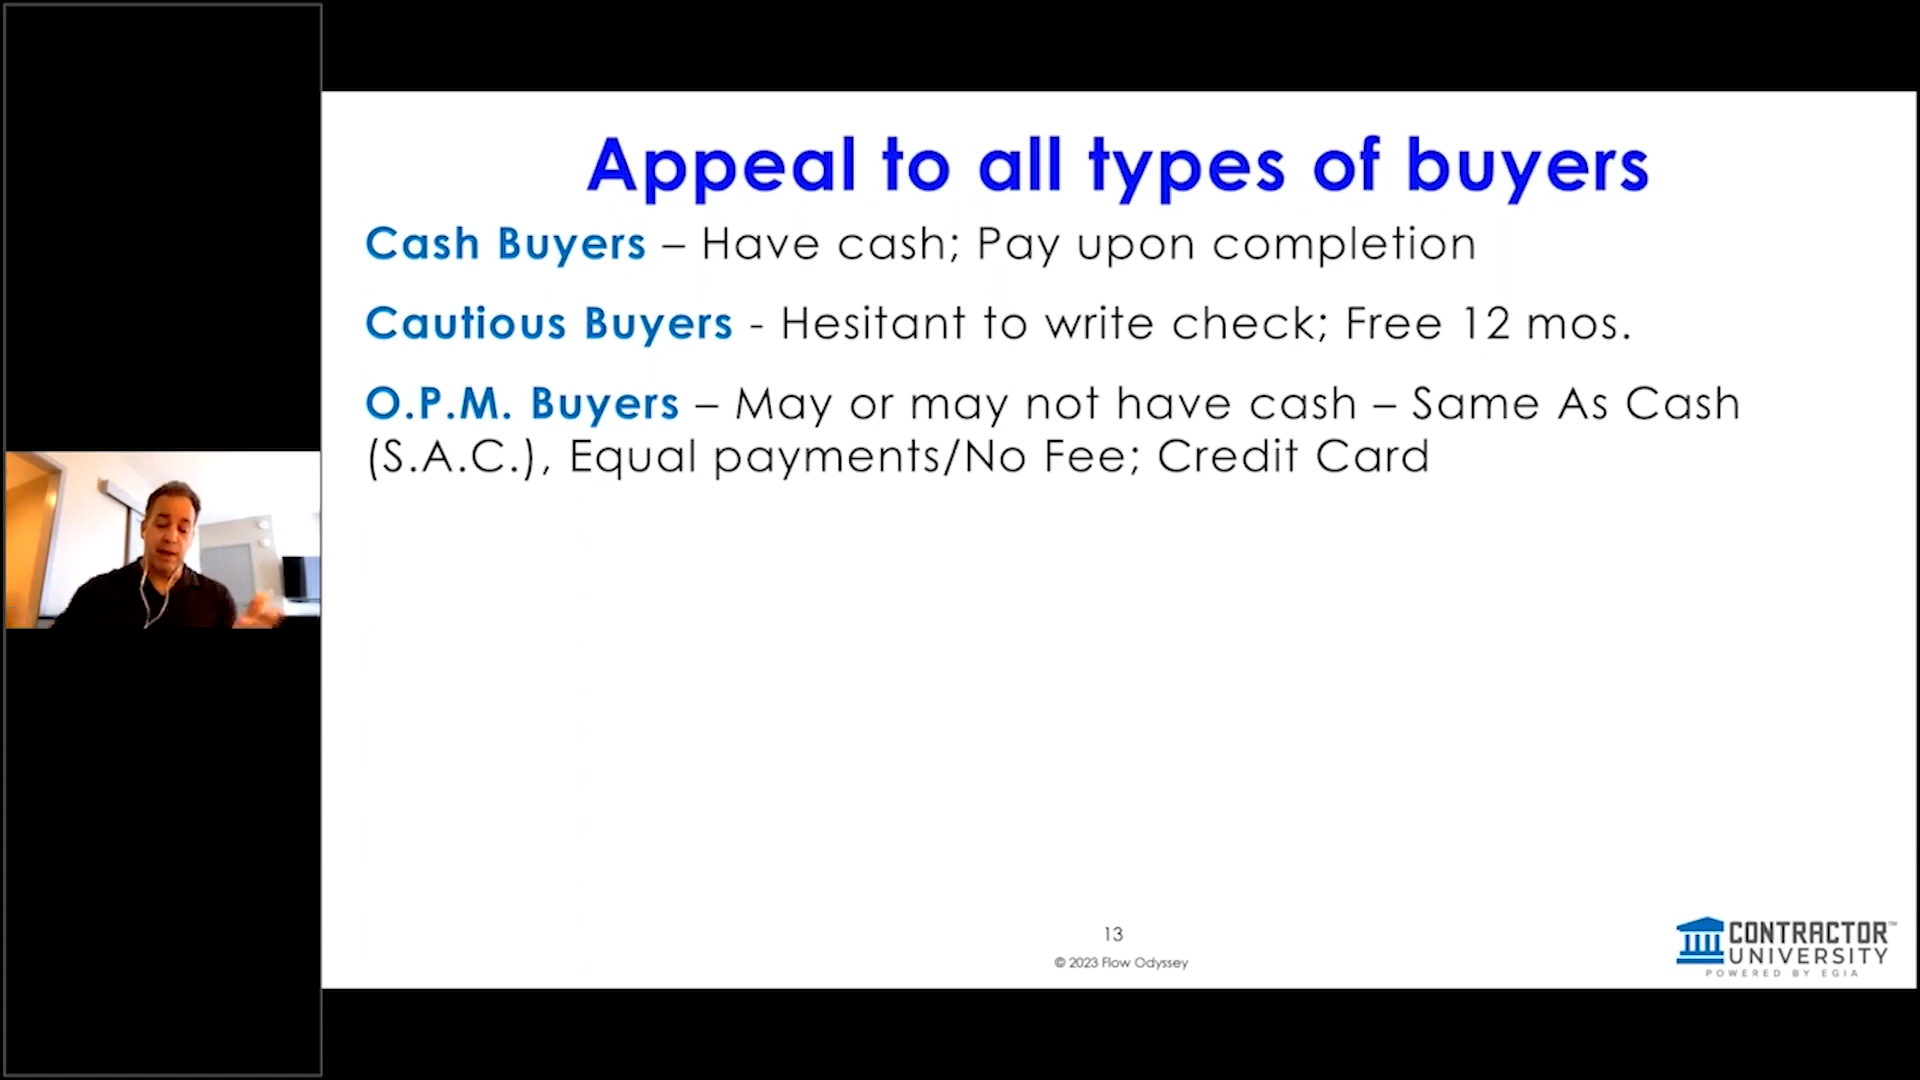 Appeal to all types of buyers
Cash Buyers – Have cash; Pay upon completion
Cautious Buyers - Hesitant to write check; Free 12 mos.
O.P.M. Buyers – May or may not have cash – Same As Cash
(S.A.C.), Equal payments/No Fee; Credit Card
13
© 2023 Flow Odyssey
CONTRACTOR™
UNIVERSITY
POWERED BY EGIA